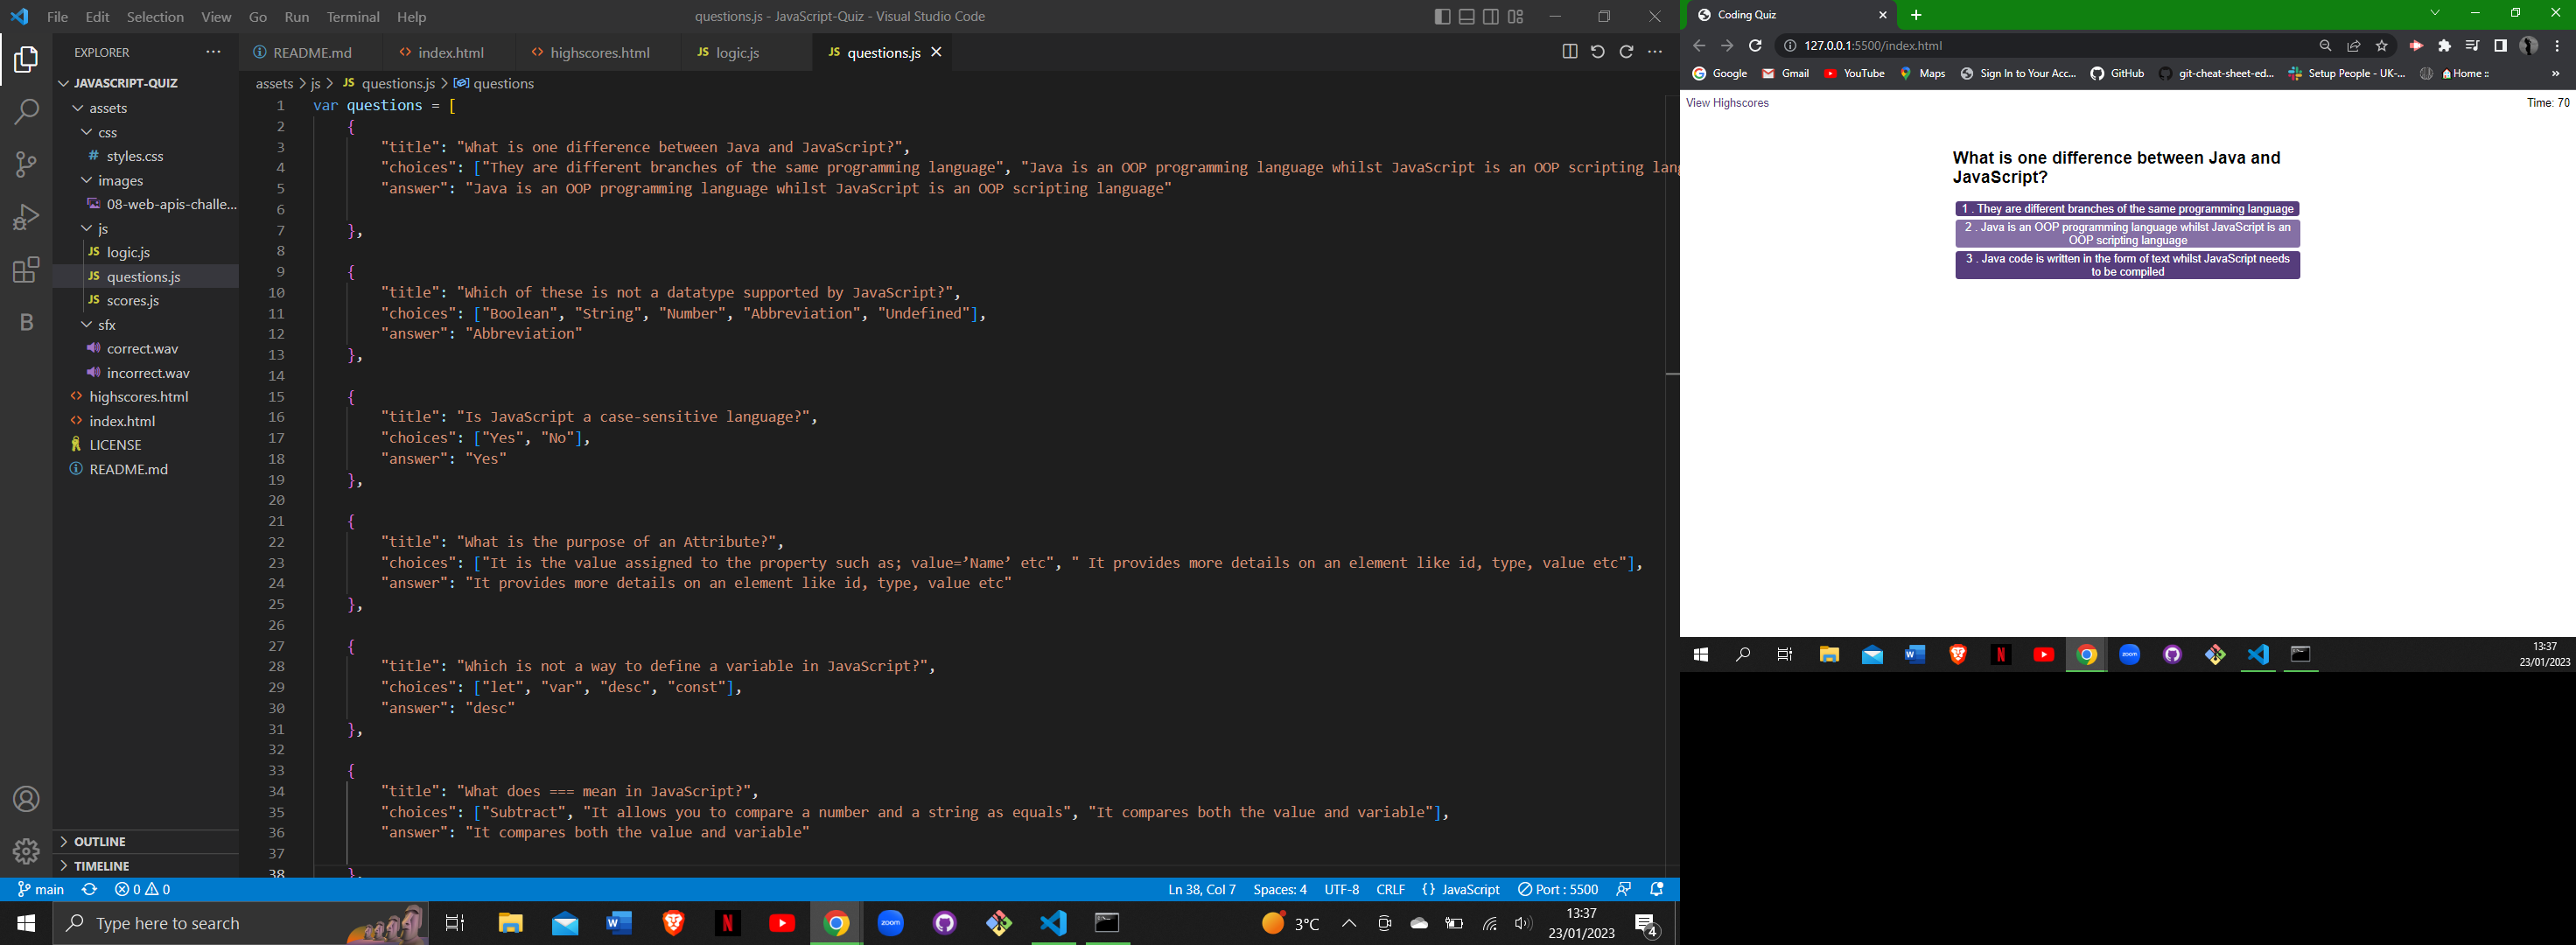 File Edit Selection View Go Run Terminal Help
questions.js - JavaScript-Quiz - Visual Studio Code
EXPLORER
JAVASCRIPT-QUIZ
assets
css
# styles.css
images
08-web-apis-challe...
js
JS logic.js
JS questions.js
JS scores.js
sfx
correct.wav
incorrect.wav
<> highscores.html
<> index.html
LICENSE
README.md
OUTLINE
TIMELINE
README.md <> index.html <> highscores.html JS logic.js JS questions.js
assets > js > JS questions.js > questions
1 var questions = [
2 {
3 "title": "What is one difference between Java and JavaScript?",
4 "choices": ["They are different branches of the same programming language", "Java is an OOP programming language whilst JavaScript is an OOP scripting lan
5 "answer": "Java is an OOP programming language whilst JavaScript is an OOP scripting language"
6
7 },
8
9 {
10 "title": "Which of these is not a datatype supported by JavaScript?",
11 "choices": ["Boolean", "String", "Number", "Abbreviation", "Undefined"],
12 "answer": "Abbreviation"
13 },
14
15 {
16 "title": "Is JavaScript a case-sensitive language?",
17 "choices": ["Yes", "No"],
18 "answer": "Yes"
19 },
20
21 {
22 "title": "What is the purpose of an Attribute?",
23 "choices": ["It is the value assigned to the property such as; value=’Name’ etc", " It provides more details on an element like id, type, value etc"],
24 "answer": "It provides more details on an element like id, type, value etc"
25 },
26
27 {
28 "title": "Which is not a way to define a variable in JavaScript?",
29 "choices": ["let", "var", "desc", "const"],
30 "answer": "desc"
31 },
32
33 {
34 "title": "What does === mean in JavaScript?",
35 "choices": ["Subtract", "It allows you to compare a number and a string as equals", "It compares both the value and variable"],
36 "answer": "It compares both the value and variable"
37
38 },
main 0 0
Ln 38, Col 7 Spaces: 4 UTF-8 CRLF {} JavaScript Port : 5500
Type here to search
zoom
3°C
13:37
23/01/2023
4
Coding Quiz
127.0.0.1:5500/index.html
Google Gmail YouTube Maps Sign In to Your Acc... GitHub git-cheat-sheet-ed... Setup People - UK-... Home :: »
View Highscores
Time: 70
What is one difference between Java and
JavaScript?
1 . They are different branches of the same programming language
2 . Java is an OOP programming language whilst JavaScript is an
OOP scripting language
3 . Java code is written in the form of text whilst JavaScript needs
to be compiled
zoom
13:37
23/01/2023